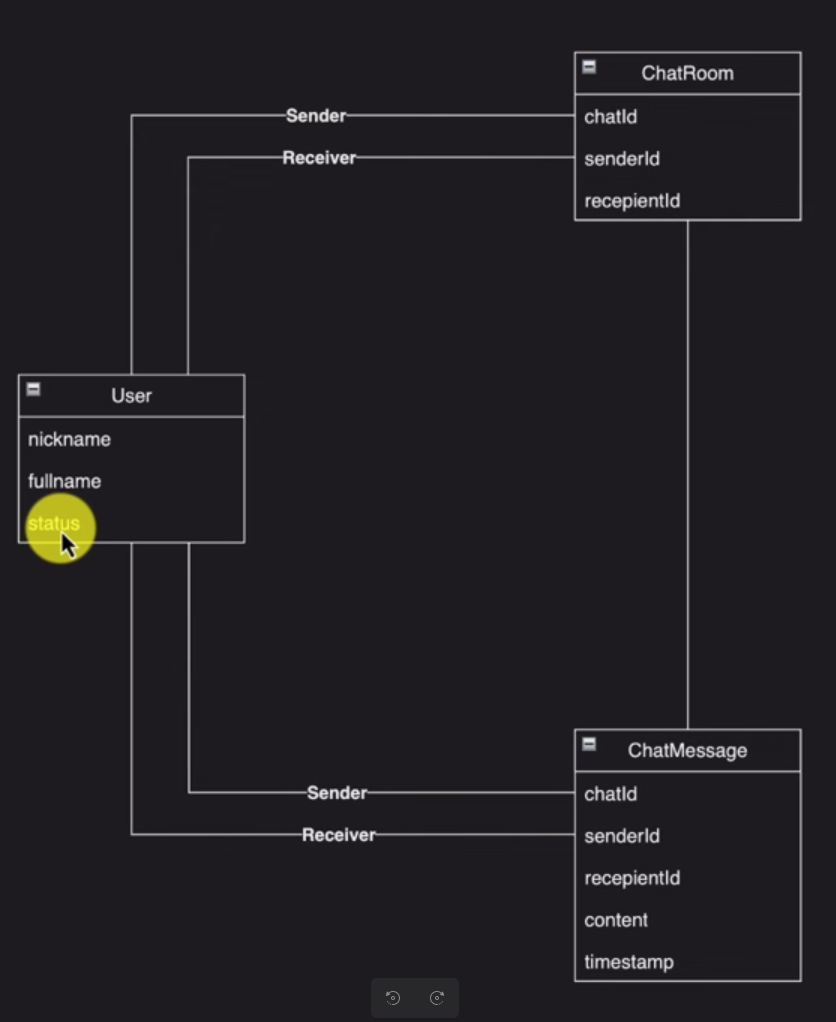 ChatRoom
Sender
chatId
Receiver
senderId
recepientId
User
nickname
fullname
status
ChatMessage
Sender
chatId
Receiver
senderId
recepientId
content
timestamp